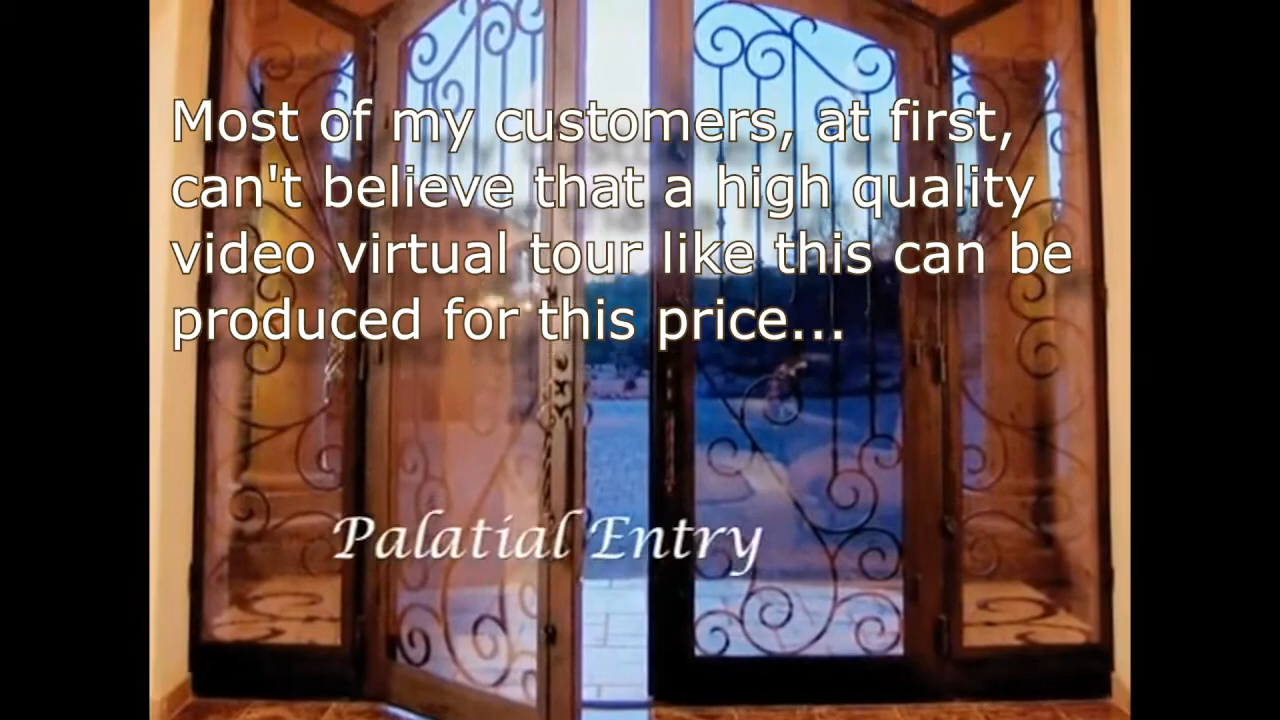 Most of my customers, at first,
can't believe that a high quality
video virtual tour like this can be
produced for this price...
Palatial Entry